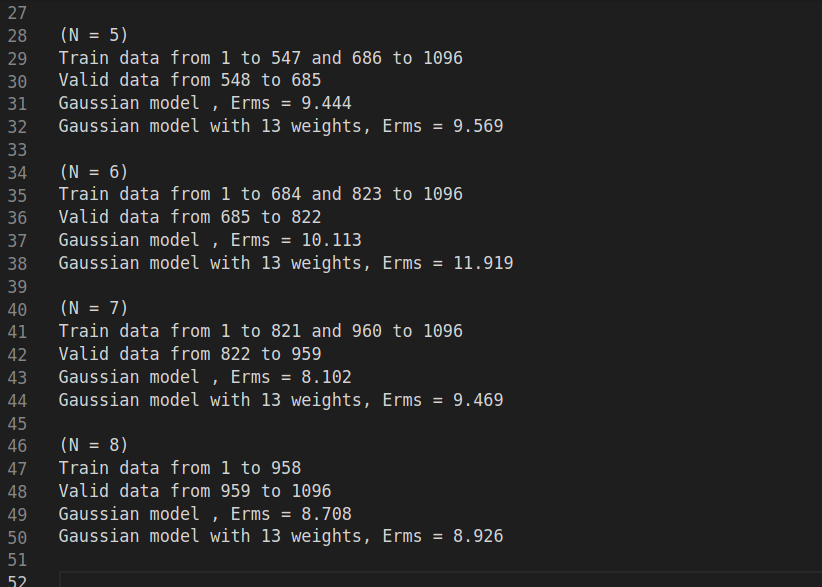 27
28 (N = 5)
29 Train data from 1 to 547 and 686 to 1096
30 Valid data from 548 to 685
31 Gaussian model , Erms = 9.444
32 Gaussian model with 13 weights, Erms = 9.569
33
34 (N = 6)
35 Train data from 1 to 684 and 823 to 1096
36 Valid data from 685 to 822
37 Gaussian model , Erms = 10.113
38 Gaussian model with 13 weights, Erms = 11.919
39
40 (N = 7)
41 Train data from 1 to 821 and 960 to 1096
42 Valid data from 822 to 959
43 Gaussian model , Erms = 8.102
44 Gaussian model with 13 weights, Erms = 9.469
45
46 (N = 8)
47 Train data from 1 to 958
48 Valid data from 959 to 1096
49 Gaussian model , Erms = 8.708
50 Gaussian model with 13 weights, Erms = 8.926
51
52